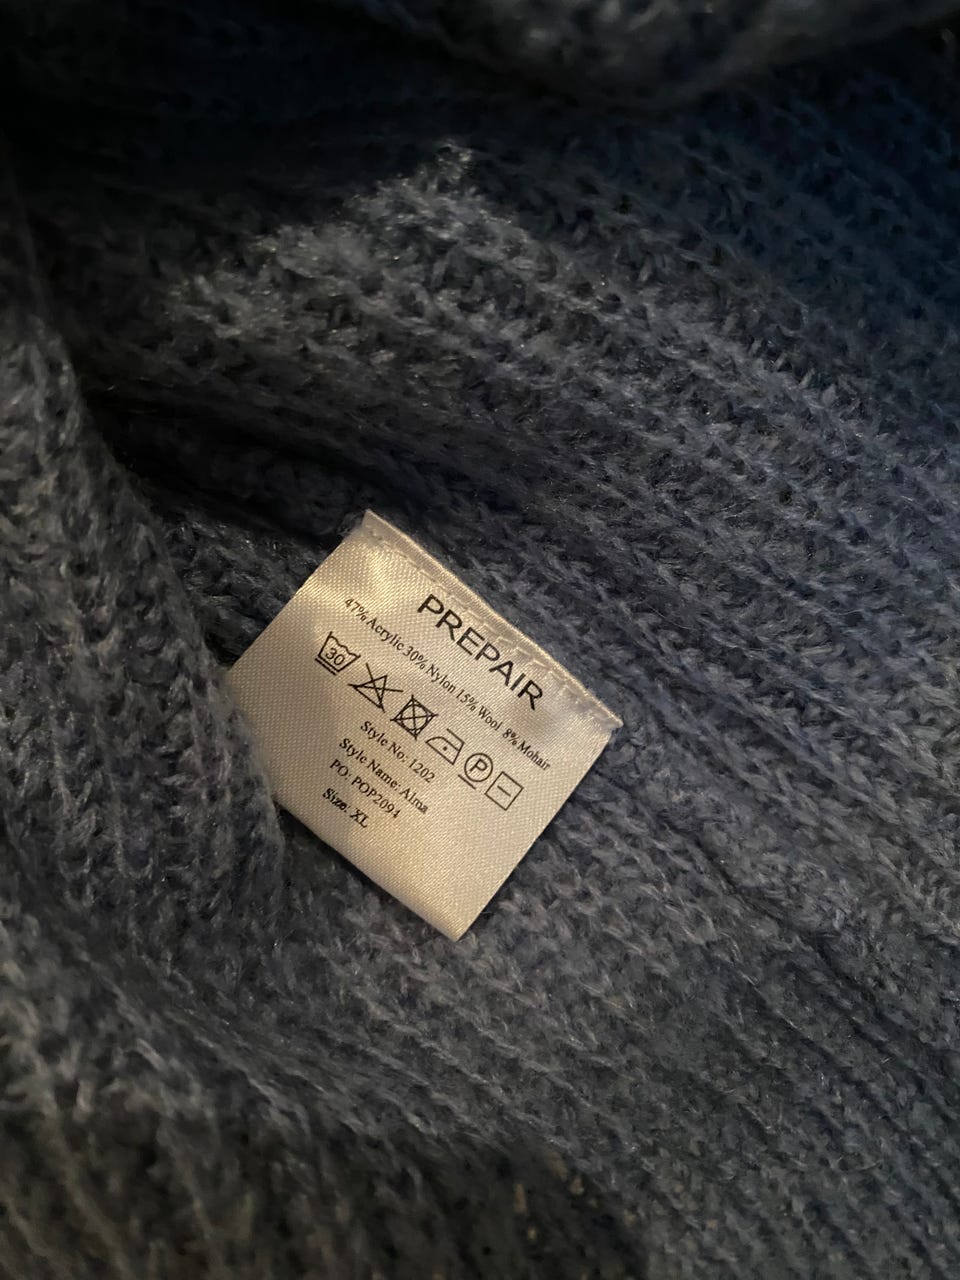 PREPAIR
47% Acrylic 30% Nylon 15% Wool 8% Mohair
30 P
Style No: 1202
Style Name: Alma
PO: POP2094
Size: XL